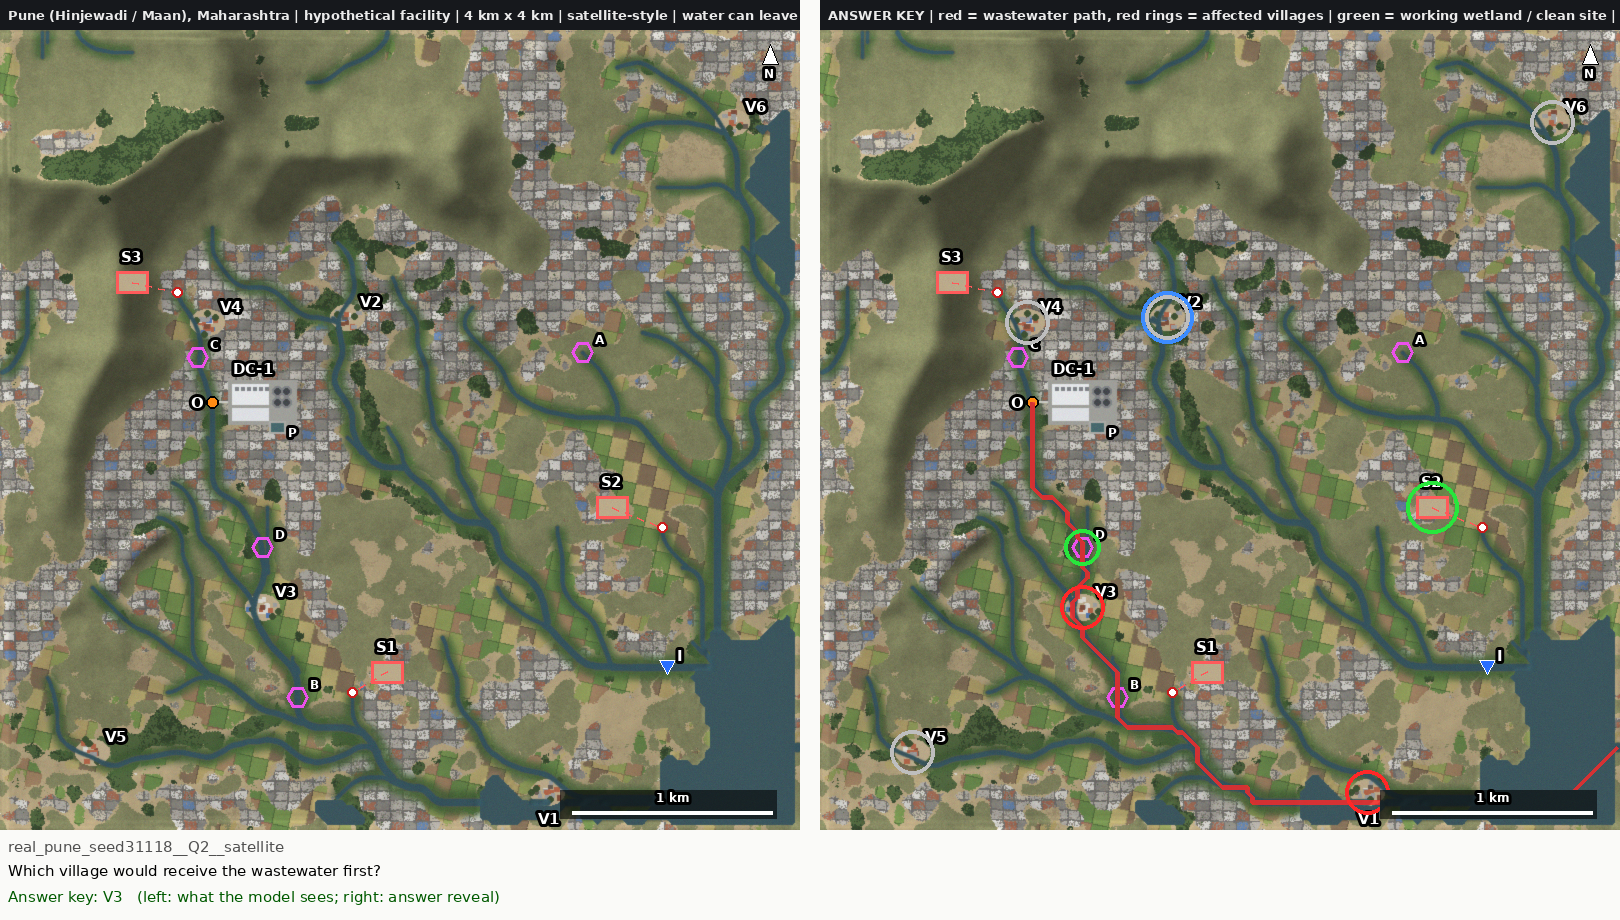 Pune (Hinjewadi / Maan), Maharashtra | hypothetical facility | 4 km x 4 km | satellite-style | water can leave
ANSWER KEY | red = wastewater path, red rings = affected villages | green = working wetland / clean site |
N
V6
S3
V4
V2
C
A
DC-1
O
P
S2
D
V3
S1
I
B
V5
1 km
V1
N
V6
S3
V4
V2
C
A
DC-1
O
P
S2
D
V3
S1
I
B
V5
1 km
V1
real_pune_seed31118__Q2__satellite
Which village would receive the wastewater first?
Answer key: V3 (left: what the model sees; right: answer reveal)